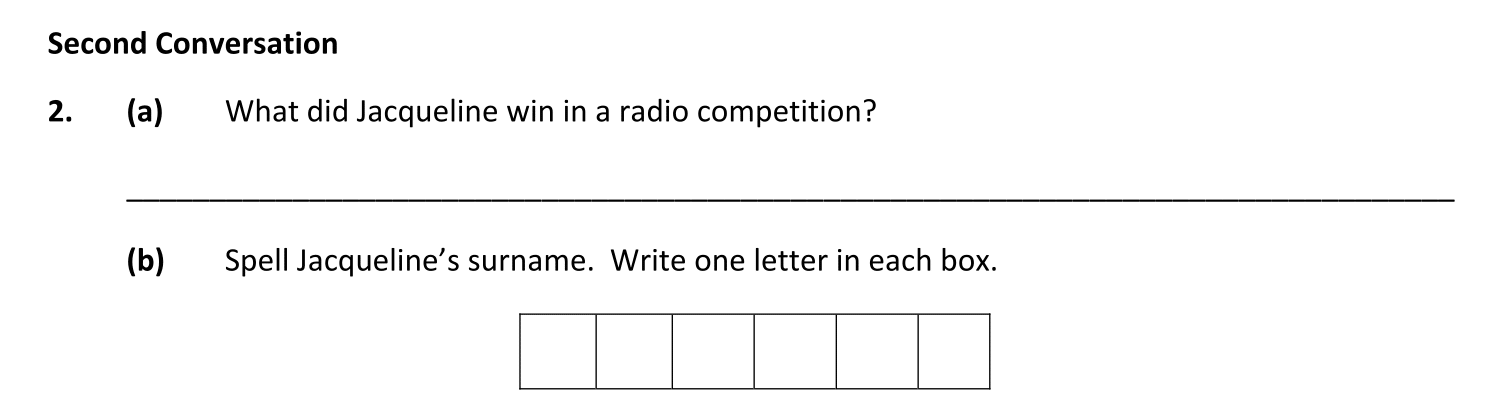 Second Conversation
2. (a) What did Jacqueline win in a radio competition?
(b) Spell Jacqueline’s surname. Write one letter in each box.